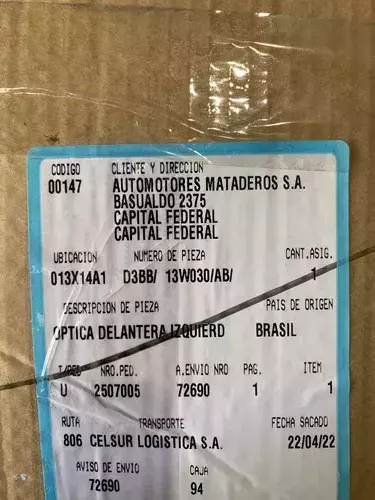 CODIGO CLIENTE Y DIRECCION
00147 AUTOMOTORES MATADEROS S.A.
BASUALDO 2375
CAPITAL FEDERAL
CAPITAL FEDERAL
UBICACION NUMERO DE PIEZA CANT.ASIG.
013X14A1 D3BB/ 13W030/AB/ 1
DESCRIPCION DE PIEZA PAIS DE ORIGEN
OPTICA DELANTERA IZQUIERD BRASIL
T/PED NRO.PED. A.ENVIO NRO PAG. ITEM
U 2507005 72690 1 1
RUTA TRANSPORTE FECHA SACADO
806 CELSUR LOGISTICA S.A. 22/04/22
AVISO DE ENVIO CAJA
72690 94